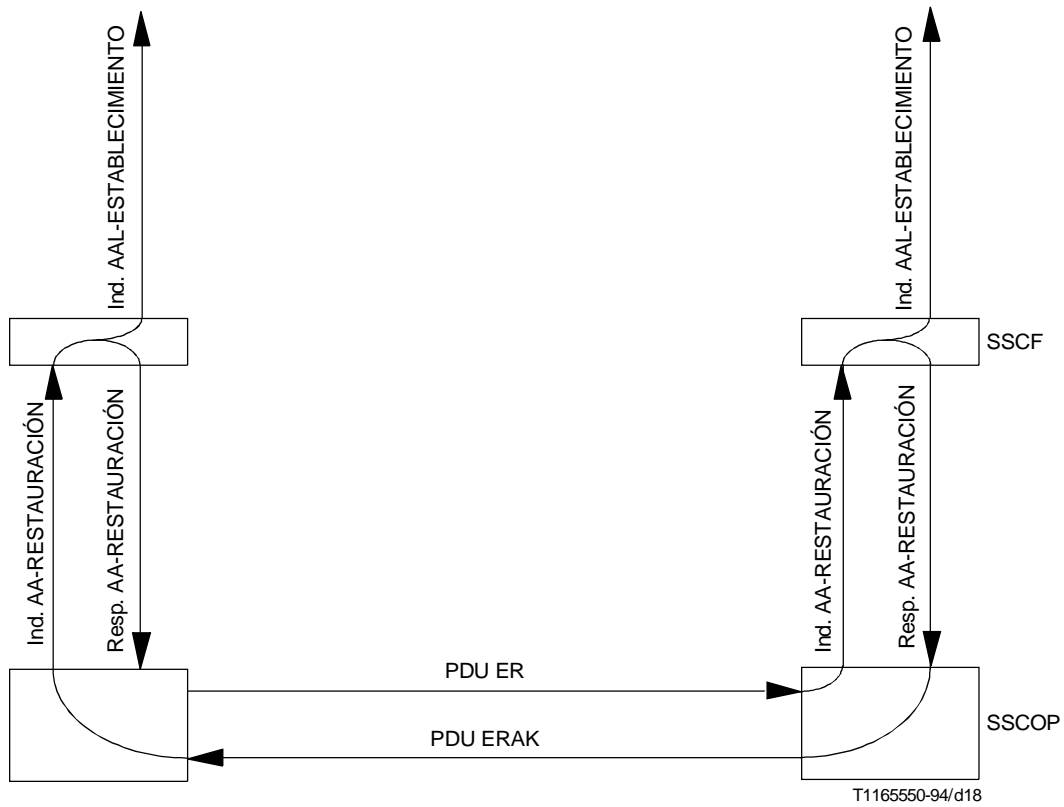 Ind. AAL-ESTABLECIMIENTO
Ind. AAL-ESTABLECIMIENTO
SSCF
Ind. AA-RESTAURACIÓN
Resp. AA-RESTAURACIÓN
Ind. AA-RESTAURACIÓN
Resp. AA-RESTAURACIÓN
PDU ER
PDU ERAK
SSCOP
T1165550-94/d18